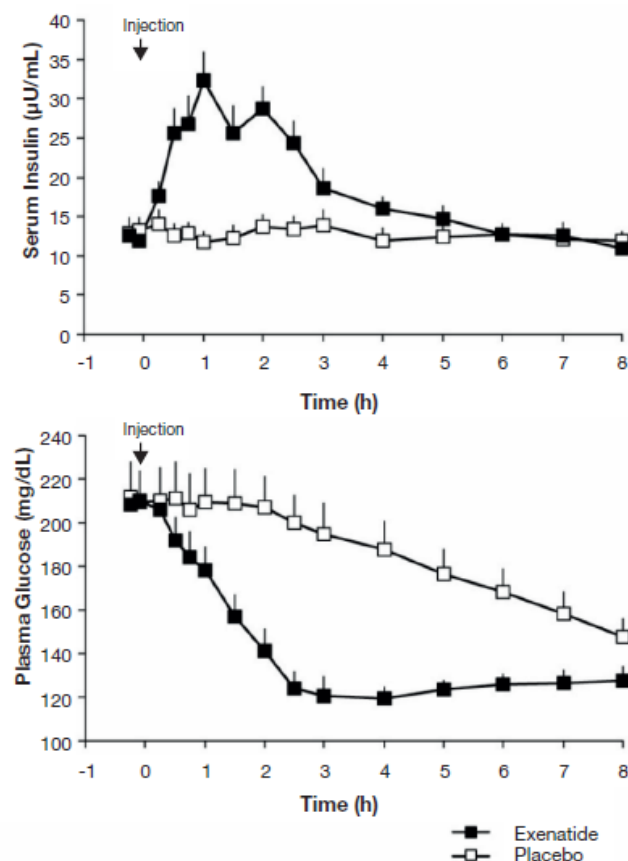 Injection
Serum Insulin (µU/mL)
40
35
30
25
20
15
10
5
0
-1 0 1 2 3 4 5 6 7 8
Time (h)
Injection
Plasma Glucose (mg/dL)
240
220
200
180
160
140
120
100
-1 0 1 2 3 4 5 6 7 8
Time (h)
Exenatide
Placebo